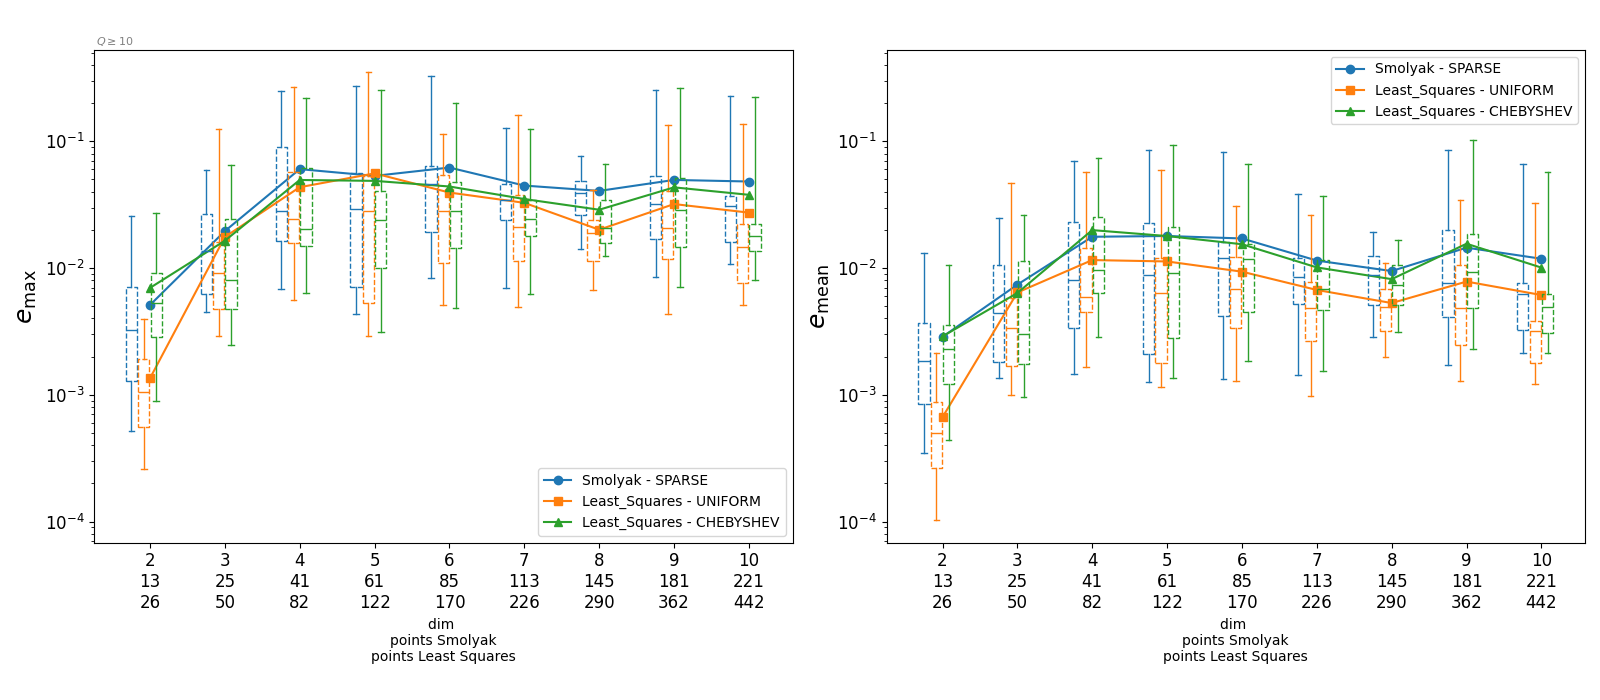 Q ≥ 10
10⁻¹
10⁻²
10⁻³
10⁻⁴
e_max
Smolyak - SPARSE
Least_Squares - UNIFORM
Least_Squares - CHEBYSHEV
2 3 4 5 6 7 8 9 10
13 25 41 61 85 113 145 181 221
26 50 82 122 170 226 290 362 442
dim
points Smolyak
points Least Squares
10⁻¹
10⁻²
10⁻³
10⁻⁴
e_mean
Smolyak - SPARSE
Least_Squares - UNIFORM
Least_Squares - CHEBYSHEV
2 3 4 5 6 7 8 9 10
13 25 41 61 85 113 145 181 221
26 50 82 122 170 226 290 362 442
dim
points Smolyak
points Least Squares